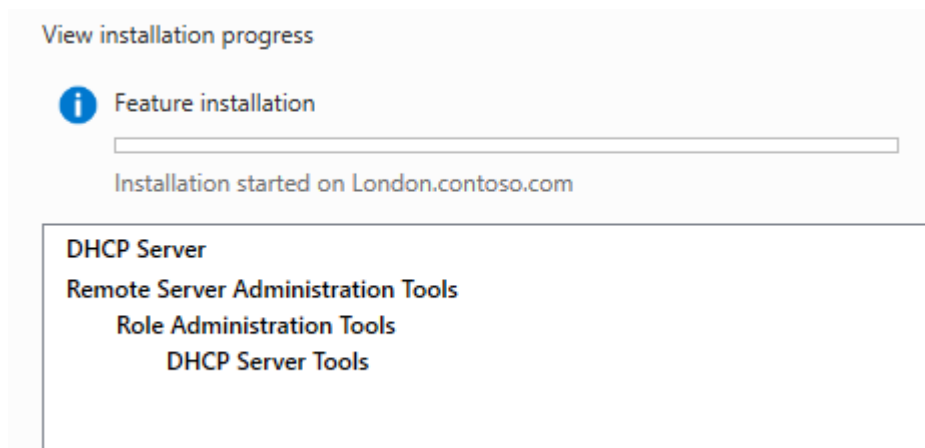 View installation progress
Feature installation
Installation started on London.contoso.com
DHCP Server
Remote Server Administration Tools
Role Administration Tools
DHCP Server Tools